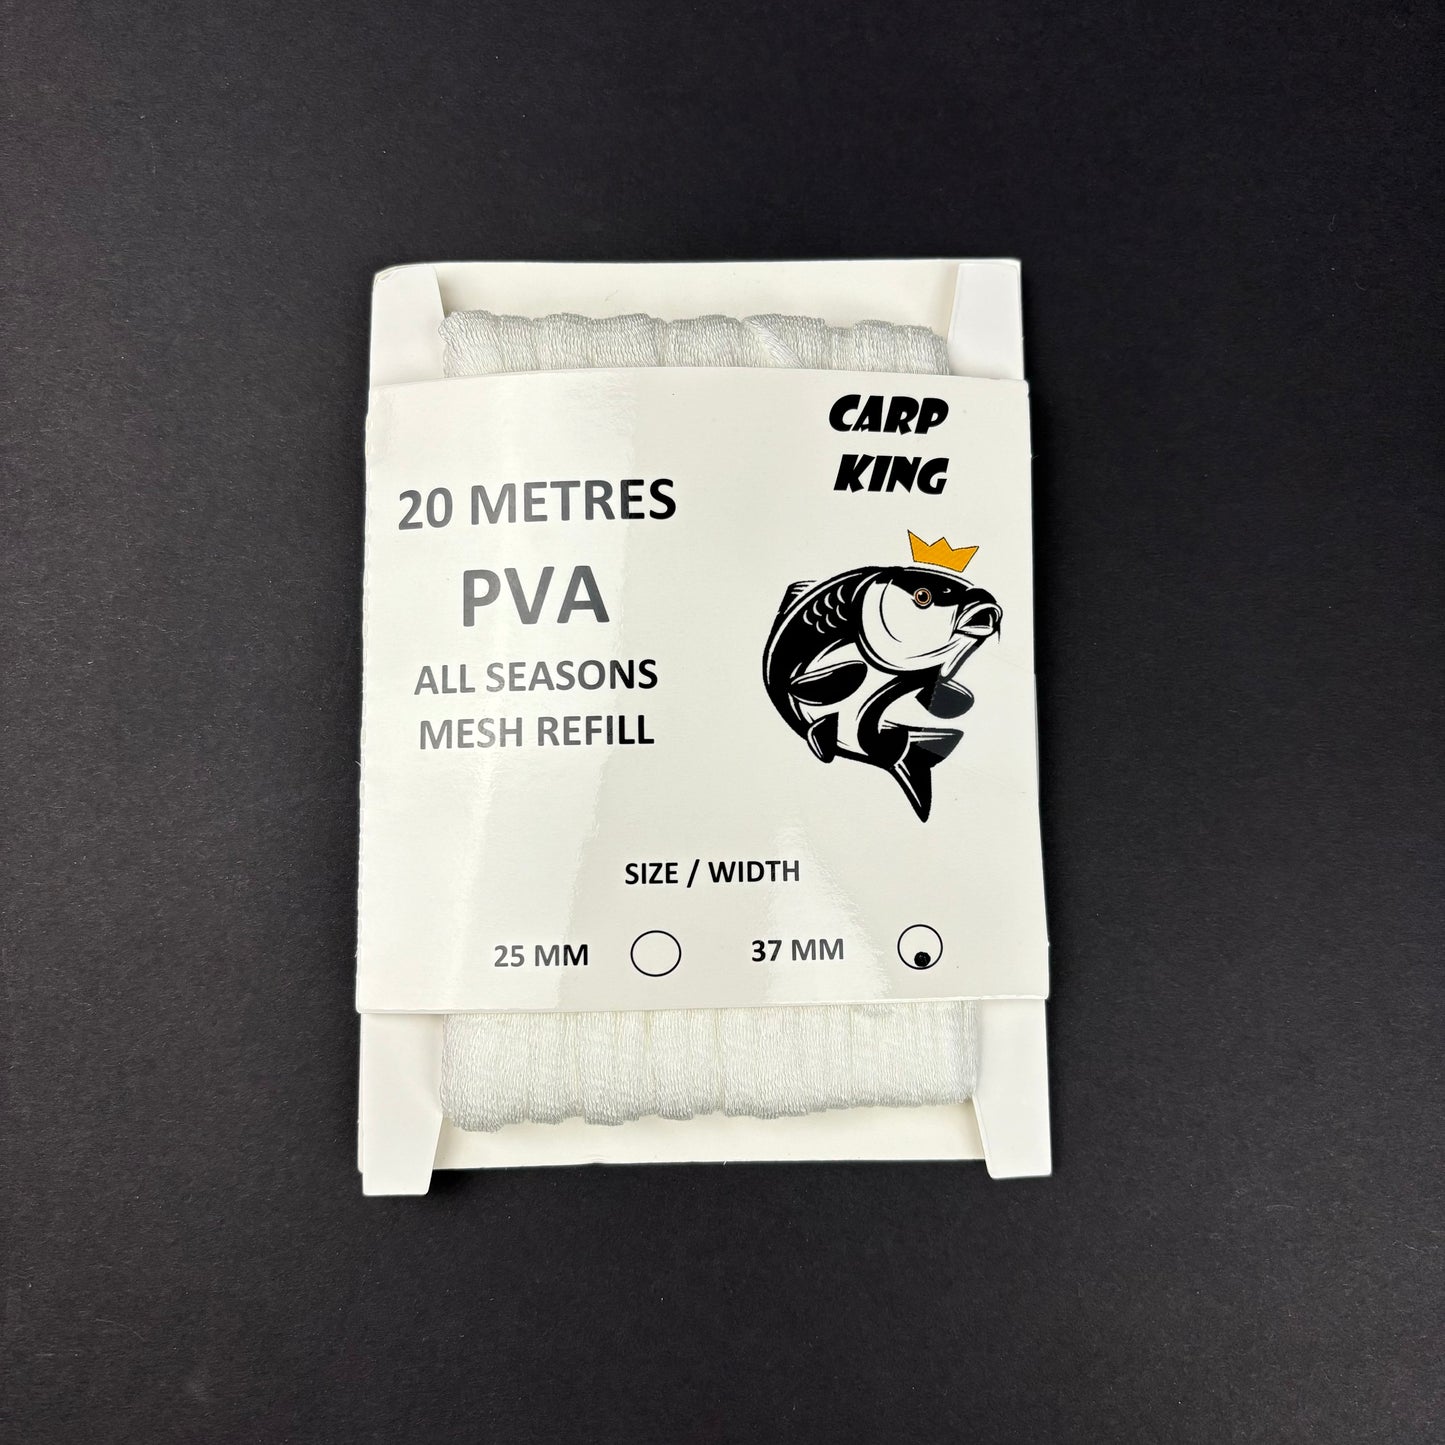 CARP
KING
20 METRES
PVA
ALL SEASONS
MESH REFILL
SIZE / WIDTH
25 MM
37 MM